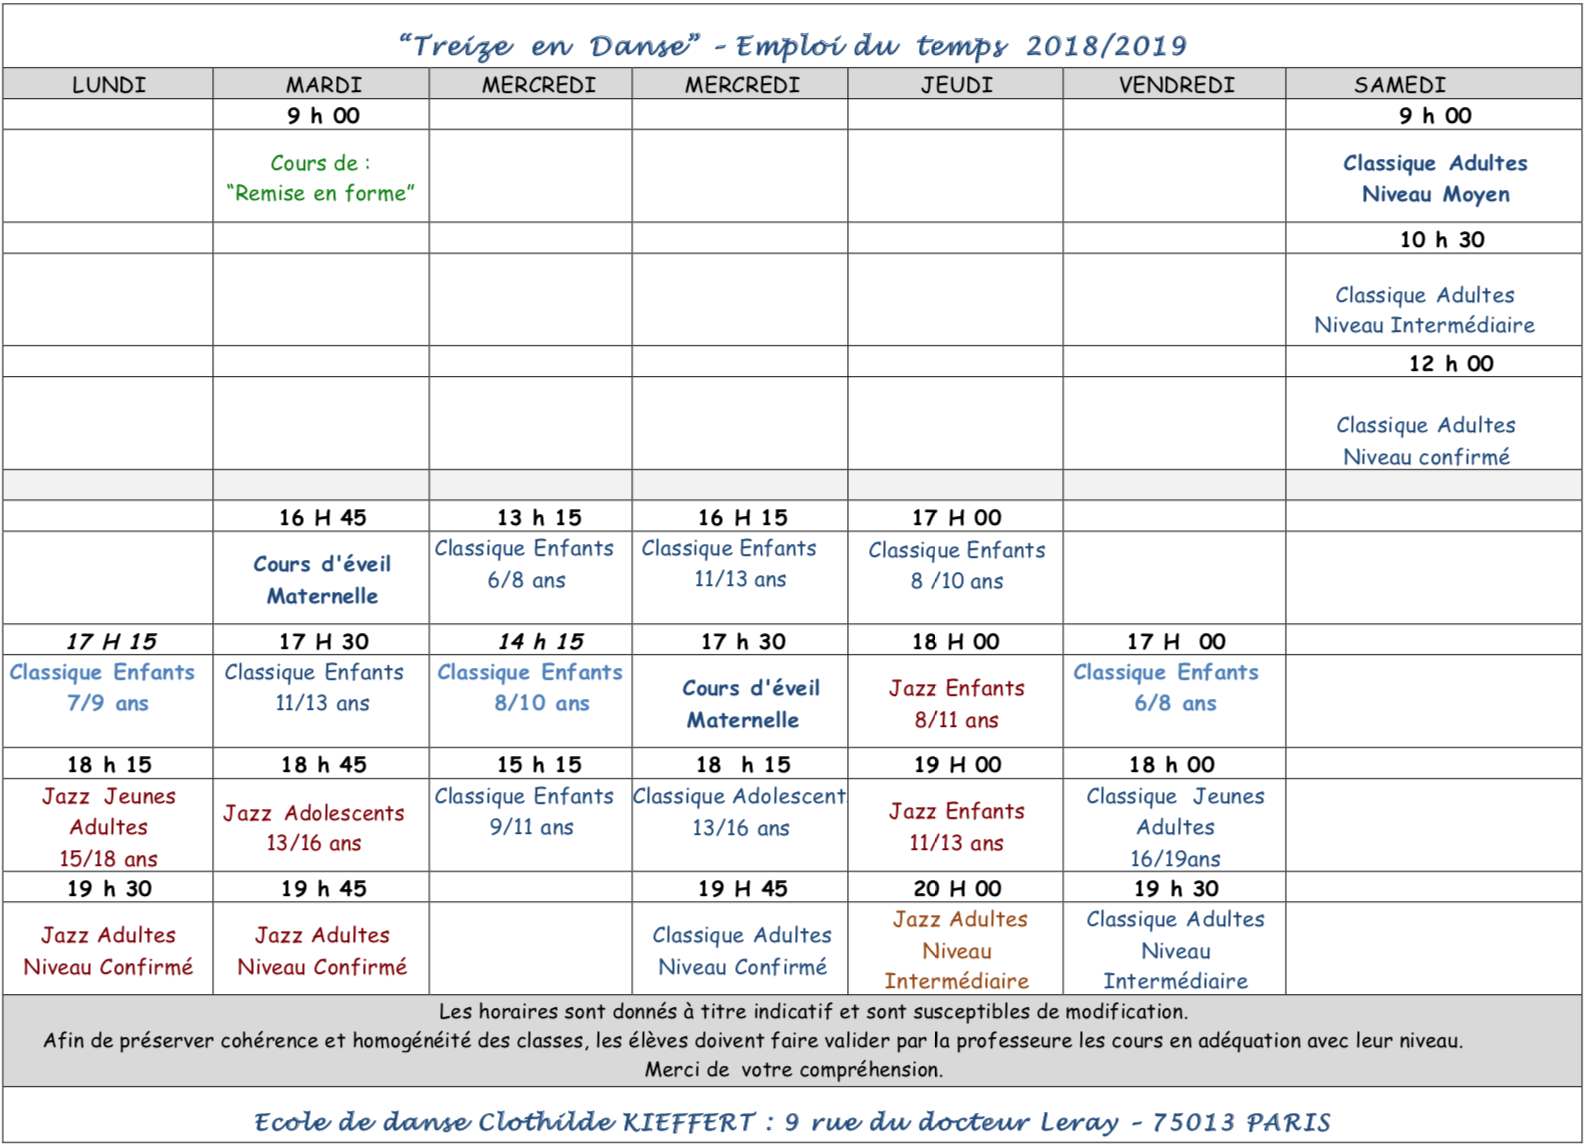 “Treize en Danse” - Emploi du temps 2018/2019
LUNDI MARDI MERCREDI MERCREDI JEUDI VENDREDI SAMEDI
9 h 00 9 h 00
Cours de : Classique Adultes
“Remise en forme” Niveau Moyen
10 h 30
Classique Adultes
Niveau Intermédiaire
12 h 00
Classique Adultes
Niveau confirmé
16 H 45 13 h 15 16 H 15 17 H 00
Cours d'éveil Classique Enfants Classique Enfants Classique Enfants
Maternelle 6/8 ans 11/13 ans 8 /10 ans
17 H 15 17 H 30 14 h 15 17 h 30 18 H 00 17 H 00
Classique Enfants Classique Enfants Classique Enfants Cours d'éveil Jazz Enfants Classique Enfants
7/9 ans 11/13 ans 8/10 ans Maternelle 8/11 ans 6/8 ans
18 h 15 18 h 45 15 h 15 18 h 15 19 H 00 18 h 00
Jazz Jeunes Jazz Adolescents Classique Enfants Classique Adolescent Jazz Enfants Classique Jeunes
Adultes 13/16 ans 9/11 ans 13/16 ans 11/13 ans Adultes
15/18 ans 16/19ans
19 h 30 19 h 45 19 H 45 20 H 00 19 h 30
Jazz Adultes Jazz Adultes Classique Adultes Jazz Adultes Classique Adultes
Niveau Confirmé Niveau Confirmé Niveau Confirmé Niveau Niveau
Intermédiaire Intermédiaire
Les horaires sont donnés à titre indicatif et sont susceptibles de modification.
Afin de préserver cohérence et homogénéité des classes, les élèves doivent faire valider par la professeure les cours en adéquation avec leur niveau.
Merci de votre compréhension.
Ecole de danse Clothilde KIEFFERT : 9 rue du docteur Leray - 75013 PARIS